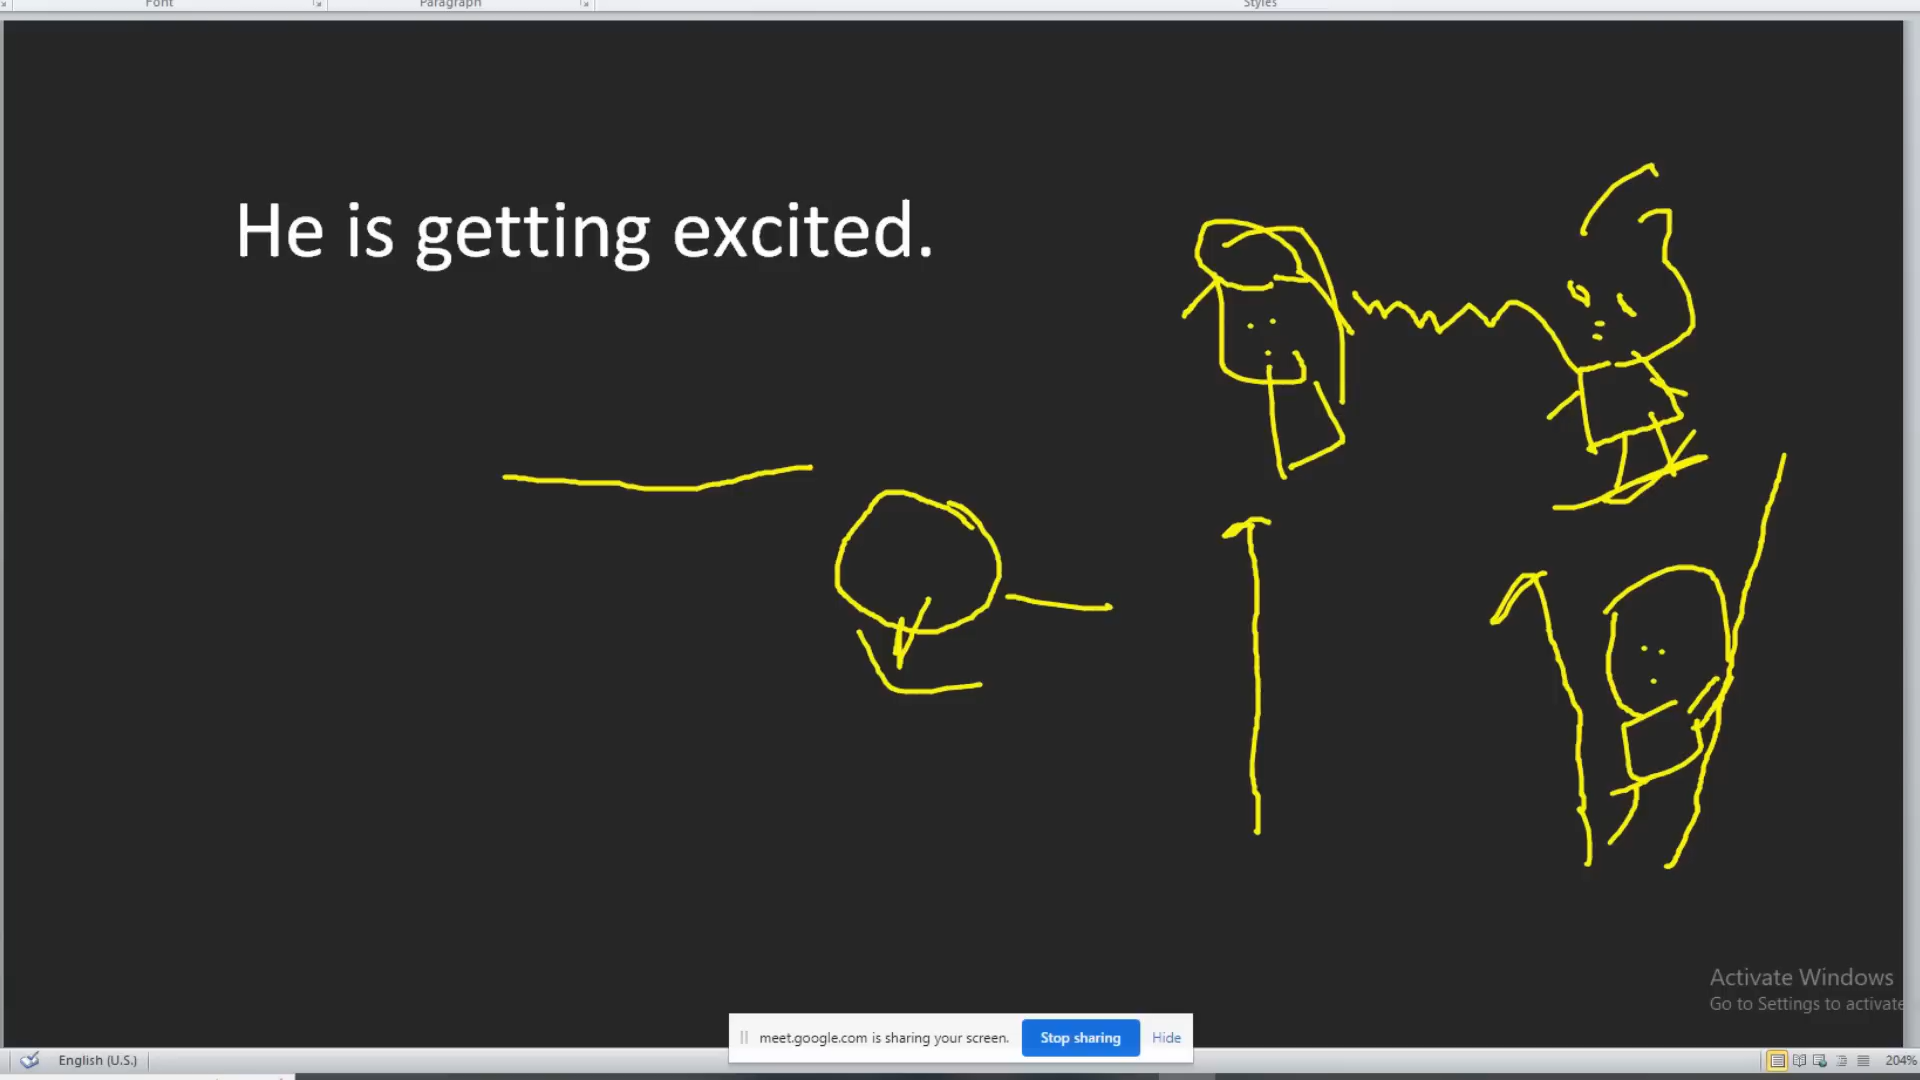 Font Paragraph Styles
He is getting excited.
Activate Windows
Go to Settings to activate
meet.google.com is sharing your screen. Stop sharing Hide
English (U.S.) 204%